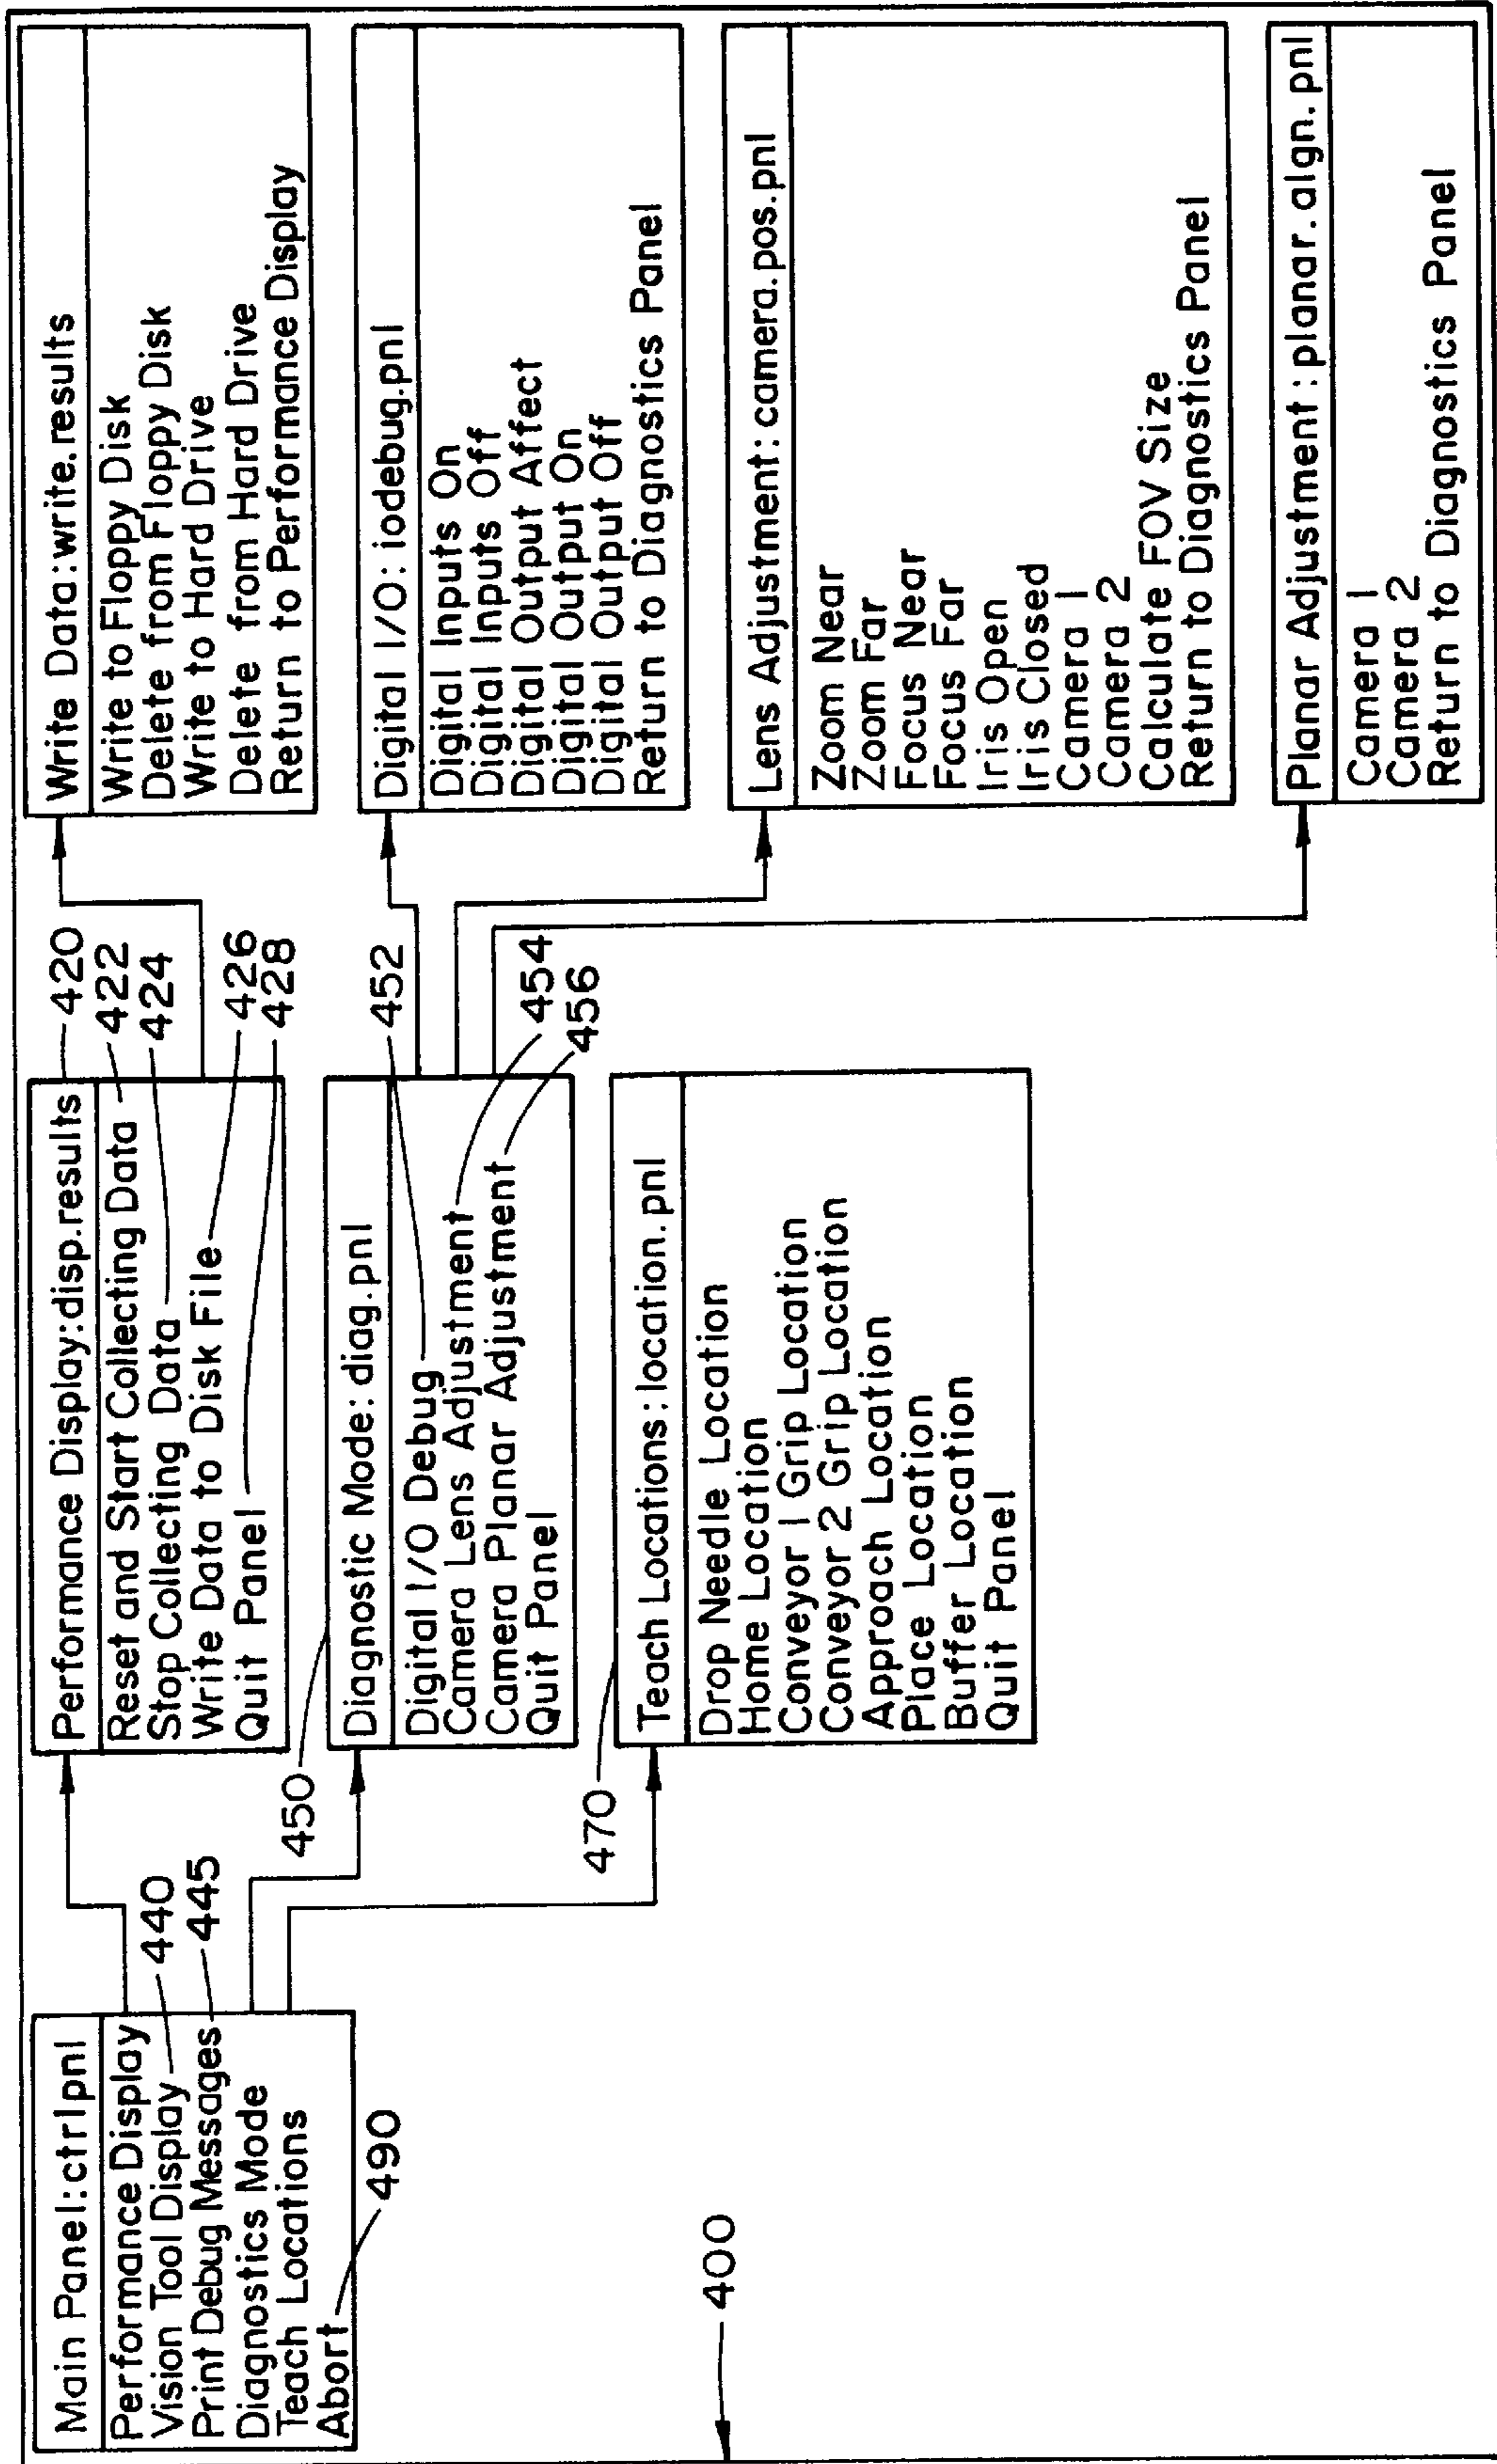 Main Panel:ctrlpnl
Performance Display
Vision Tool Display
440
Print Debug Messages
445
Diagnostics Mode
Teach Locations
Abort
490
400
Performance Display:disp.results
420
Reset and Start Collecting Data
422
Stop Collecting Data
424
Write Data to Disk File
426
Quit Panel
428
450
Diagnostic Mode: diag.pnl
Digital I/O Debug
452
Camera Lens Adjustment
454
Camera Planar Adjustment
456
Quit Panel
470
Teach Locations:location.pnl
Drop Needle Location
Home Location
Conveyor 1 Grip Location
Conveyor 2 Grip Location
Approach Location
Place Location
Buffer Location
Quit Panel
Write Data:write.results
Write to Floppy Disk
Delete from Floppy Disk
Write to Hard Drive
Delete from Hard Drive
Return to Performance Display
Digital I/O: iodebug.pnl
Digital Inputs On
Digital Inputs Off
Digital Output Affect
Digital Output On
Digital Output Off
Return to Diagnostics Panel
Lens Adjustment:camera.pos.pnl
Zoom Near
Zoom Far
Focus Near
Focus Far
Iris Open
Iris Closed
Camera 1
Camera 2
Calculate FOV Size
Return to Diagnostics Panel
Planar Adjustment:planar.algn.pnl
Camera 1
Camera 2
Return to Diagnostics Panel